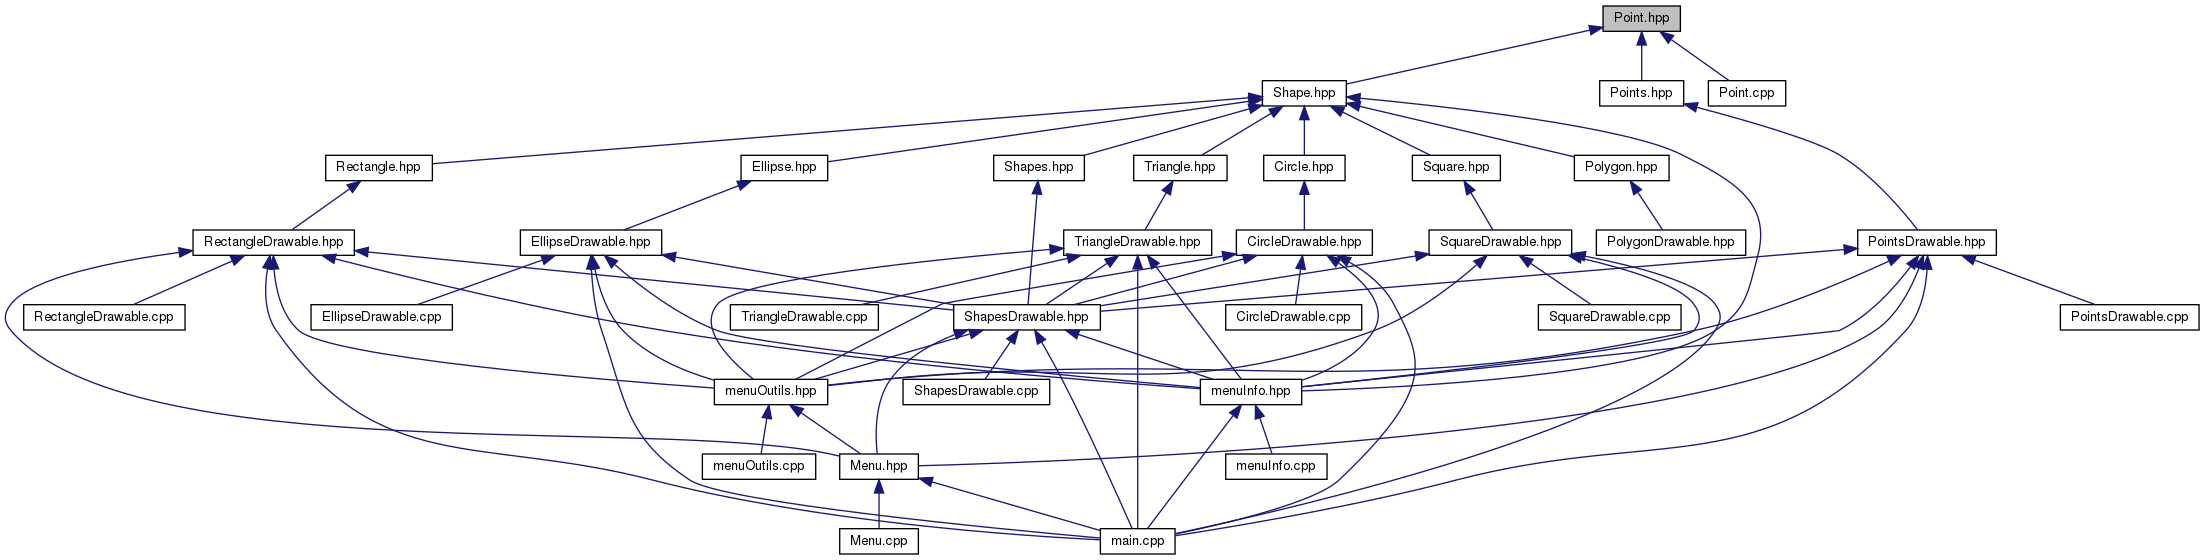 Point.hpp
Shape.hpp
Points.hpp
Point.cpp
Rectangle.hpp
Ellipse.hpp
Shapes.hpp
Triangle.hpp
Circle.hpp
Square.hpp
Polygon.hpp
RectangleDrawable.hpp
EllipseDrawable.hpp
TriangleDrawable.hpp
CircleDrawable.hpp
SquareDrawable.hpp
PolygonDrawable.hpp
PointsDrawable.hpp
RectangleDrawable.cpp
EllipseDrawable.cpp
TriangleDrawable.cpp
ShapesDrawable.hpp
CircleDrawable.cpp
SquareDrawable.cpp
PointsDrawable.cpp
menuOutils.hpp
ShapesDrawable.cpp
menuInfo.hpp
menuOutils.cpp
Menu.hpp
menuInfo.cpp
Menu.cpp
main.cpp